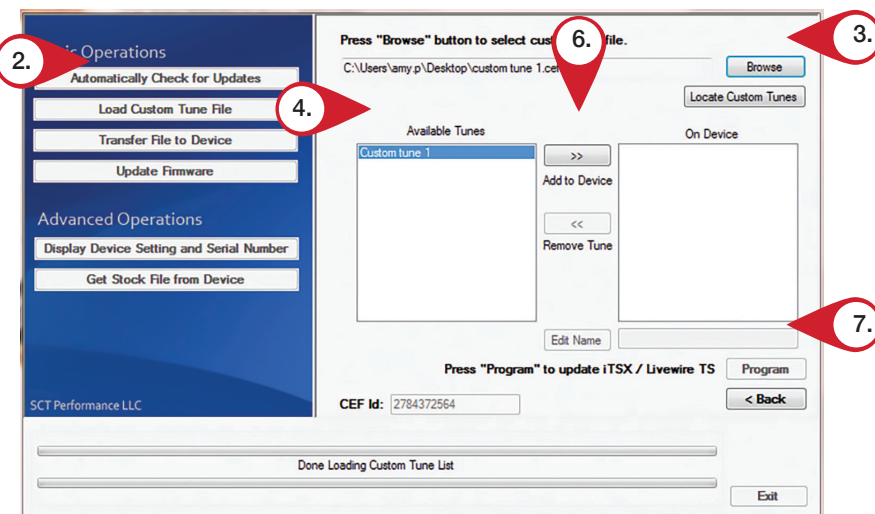 2.
Basic Operations
Automatically Check for Updates
Load Custom Tune File
Transfer File to Device
Update Firmware
Advanced Operations
Display Device Setting and Serial Number
Get Stock File from Device
SCT Performance LLC
3.
4.
6.
7.
Press "Browse" button to select file.
C:\Users\amy.p\Desktop\custom tune 1.cef
Browse
Locate Custom Tunes
Available Tunes
On Device
Custom tune 1
>>
Add to Device
<<
Remove Tune
Edit Name
Press "Program" to update iTSX / Livewire TS
Program
CEF Id: 2784372564
< Back
Done Loading Custom Tune List
Exit